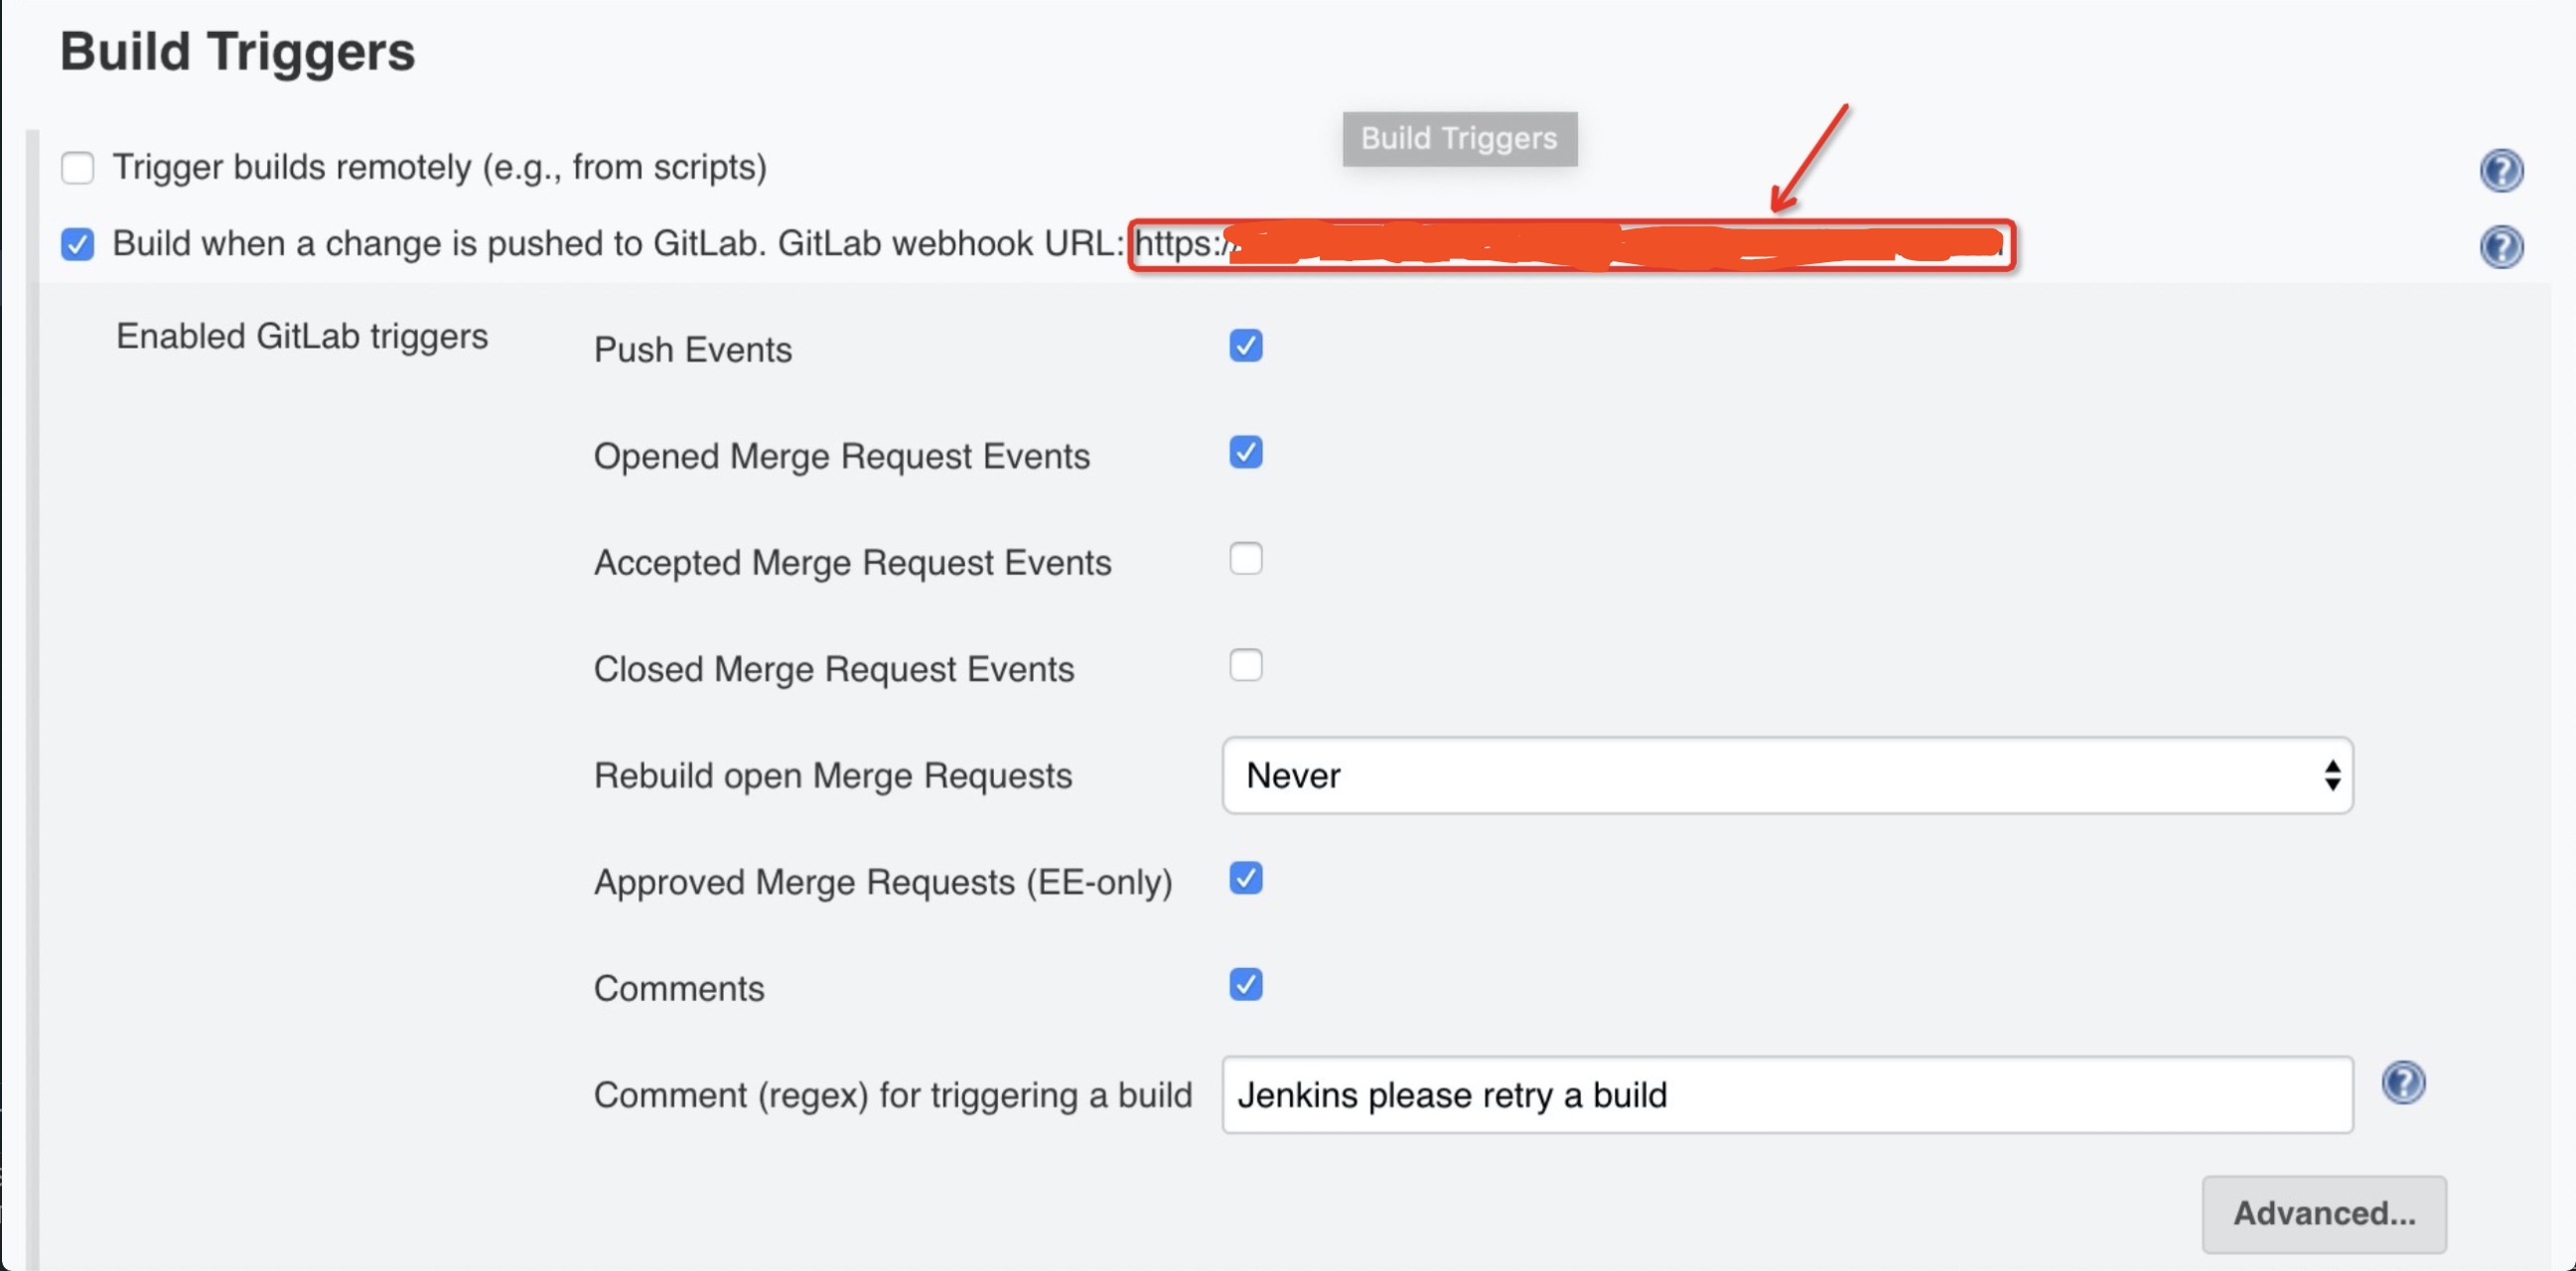 Build Triggers
Build Triggers
Trigger builds remotely (e.g., from scripts)
Build when a change is pushed to GitLab. GitLab webhook URL: https://
Enabled GitLab triggers
Push Events
Opened Merge Request Events
Accepted Merge Request Events
Closed Merge Request Events
Rebuild open Merge Requests Never
Approved Merge Requests (EE-only)
Comments
Comment (regex) for triggering a build Jenkins please retry a build
Advanced...